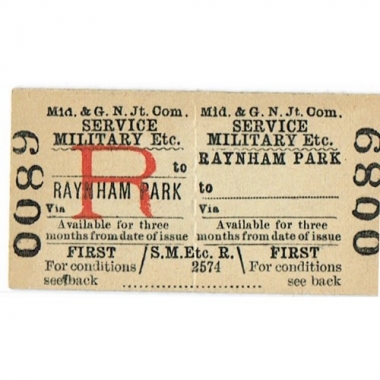 0089
Mid. & G. N. Jt. Com.
SERVICE
MILITARY Etc.
R
to
RAYNHAM PARK
Via
Available for three
months from date of issue
FIRST
For conditions
see back
Mid. & G. N. Jt. Com.
SERVICE
MILITARY Etc.
RAYNHAM PARK
to
Via
Available for three
months from date of issue
S.M.Etc. R.
2574
FIRST
For conditions
see back
0089